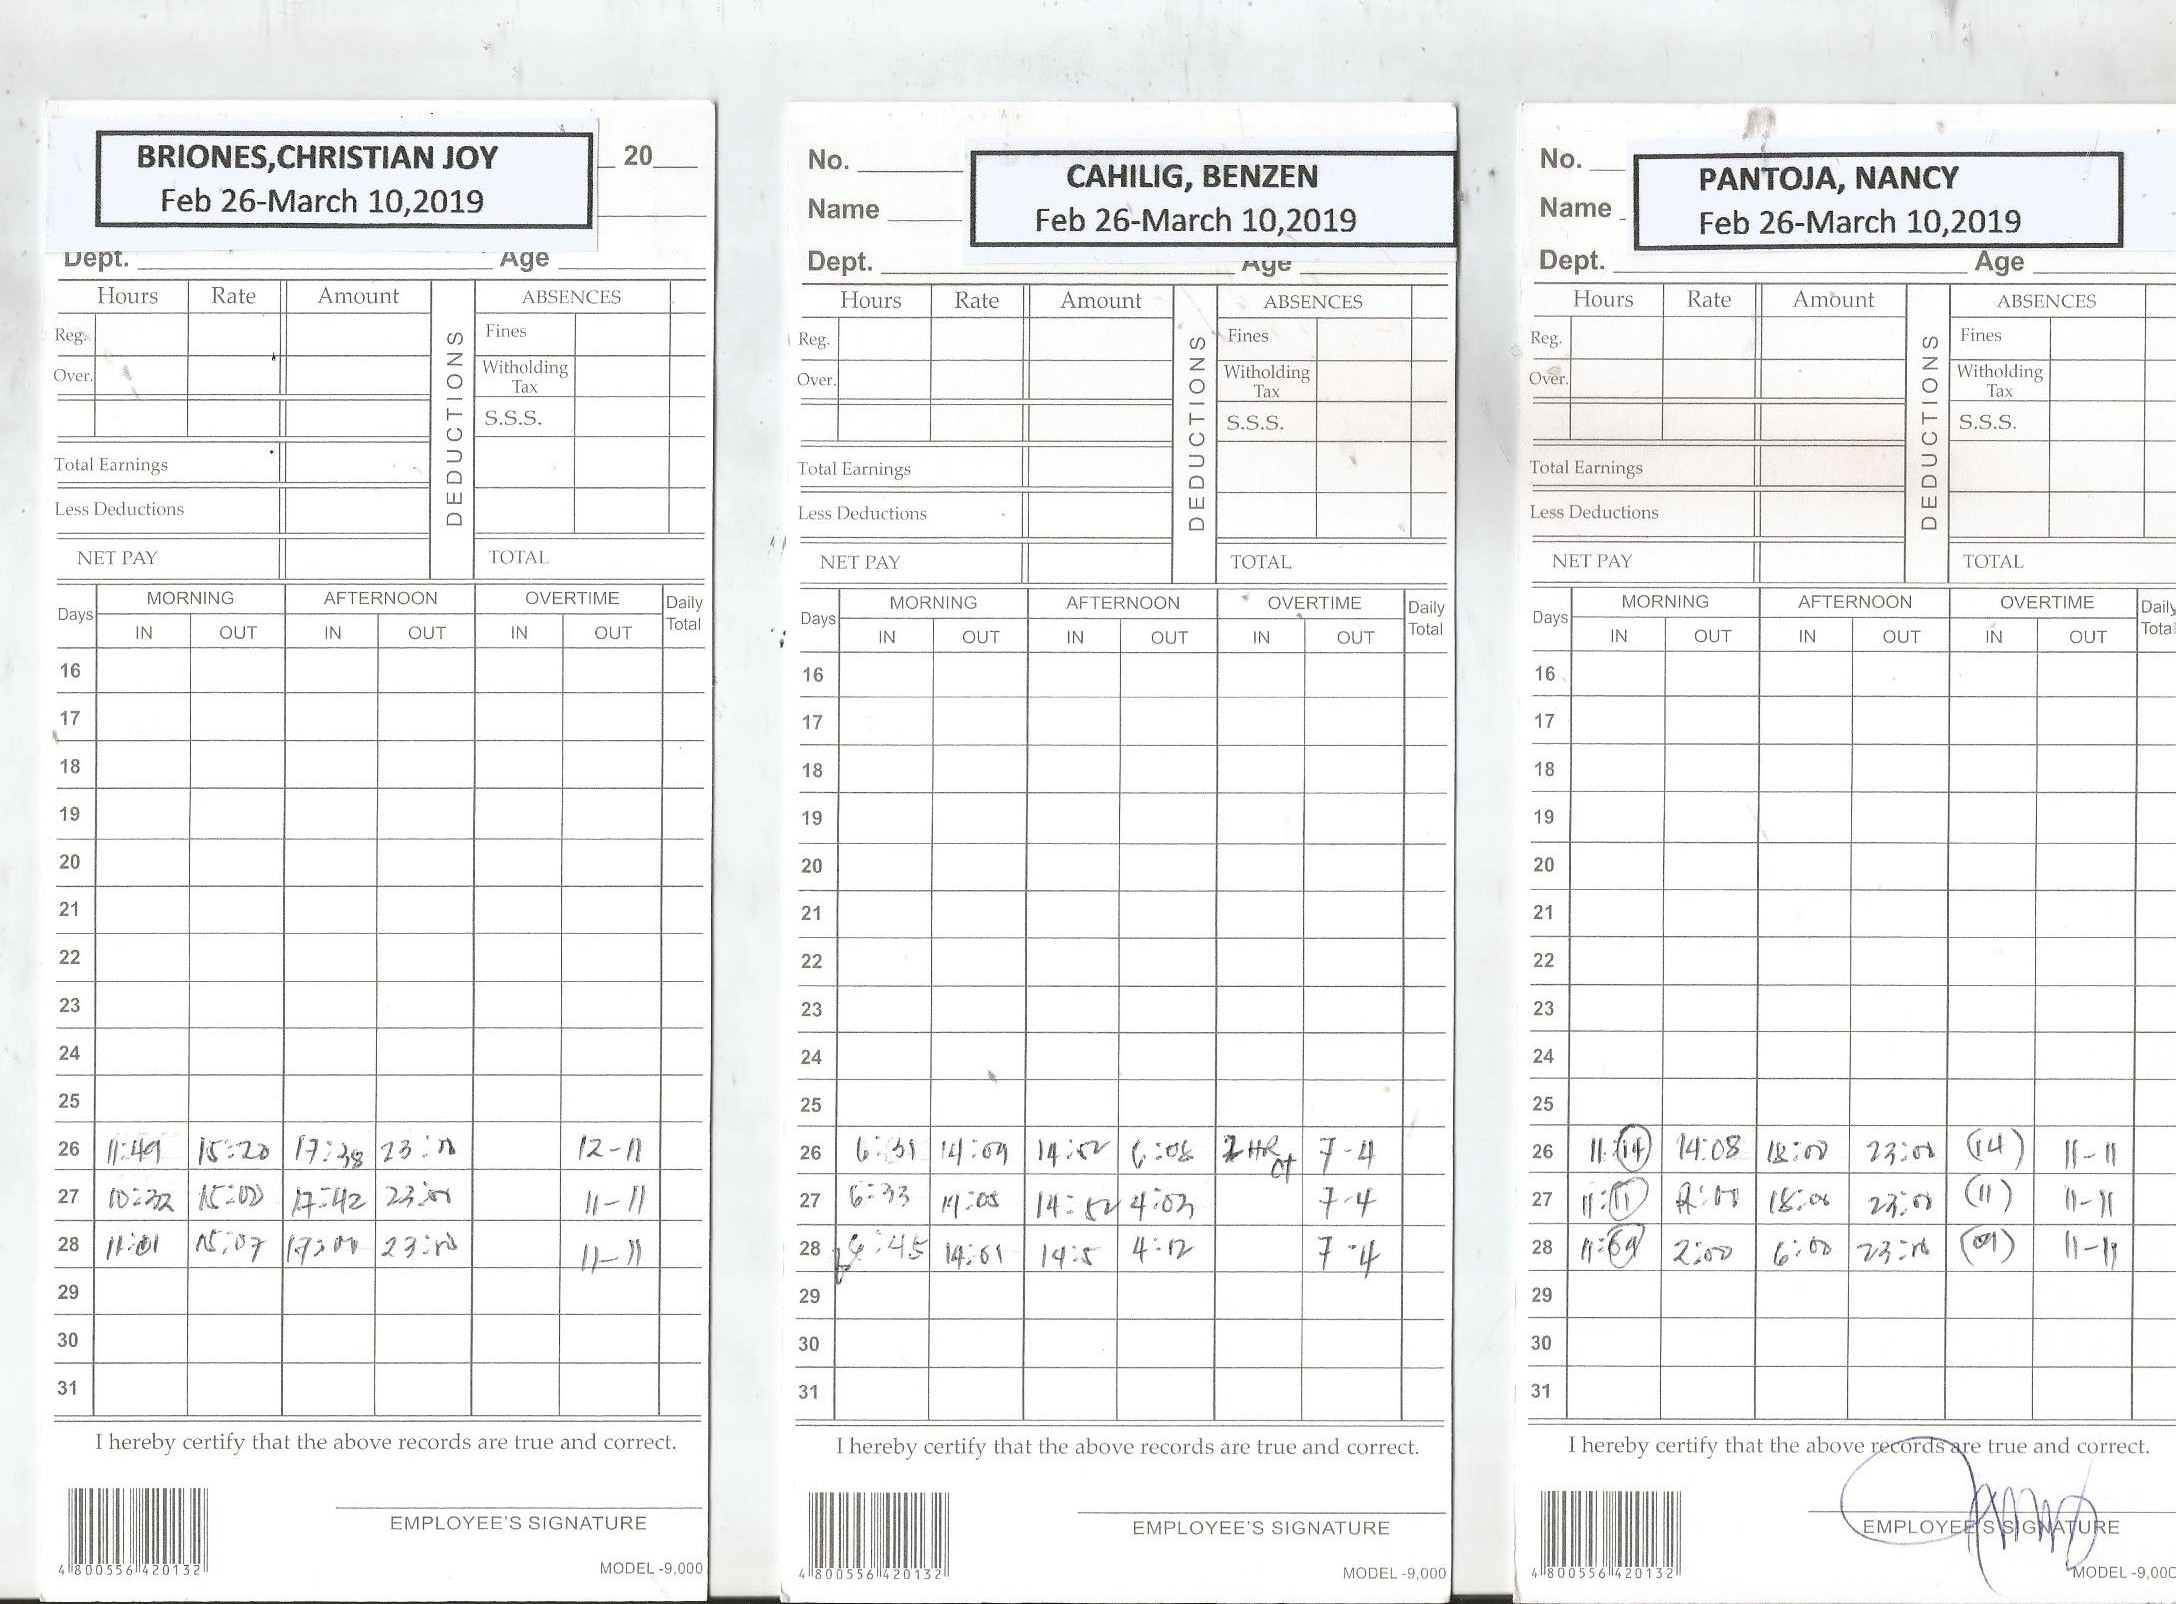 BRIONES,CHRISTIAN JOY
Feb 26-March 10,2019
20
Dept. Age
Hours Rate Amount ABSENCES
DEDUCTIONS
Reg. Fines
Over. Witholding Tax
S.S.S.
Total Earnings
Less Deductions
NET PAY TOTAL
Days MORNING AFTERNOON OVERTIME Daily Total
IN OUT IN OUT IN OUT
16
17
18
19
20
21
22
23
24
25
26 11:49 15:20 17:38 23:00 12-11
27 10:32 15:00 17:42 23:00 11-11
28 11:01 15:07 17:00 23:00 11-11
29
30
31
I hereby certify that the above records are true and correct.
EMPLOYEE'S SIGNATURE
4 800556 420132
MODEL -9,000
No.
CAHILIG, BENZEN
Name
Feb 26-March 10,2019
Dept. Age
Hours Rate Amount ABSENCES
DEDUCTIONS
Reg. Fines
Over. Witholding Tax
S.S.S.
Total Earnings
Less Deductions
NET PAY TOTAL
Days MORNING AFTERNOON OVERTIME Daily Total
IN OUT IN OUT IN OUT
16
17
18
19
20
21
22
23
24
25
26 6:31 14:09 14:52 6:08 2 HR OT 7-4
27 6:33 14:05 14:52 4:03 7-4
28 6:45 14:01 14:5 4:12 7-4
29
30
31
I hereby certify that the above records are true and correct.
EMPLOYEE'S SIGNATURE
4 800556 420132
MODEL -9,000
No.
PANTOJA, NANCY
Name
Feb 26-March 10,2019
Dept. Age
Hours Rate Amount ABSENCES
DEDUCTIONS
Reg. Fines
Over. Witholding Tax
S.S.S.
Total Earnings
Less Deductions
NET PAY TOTAL
Days MORNING AFTERNOON OVERTIME Daily Total
IN OUT IN OUT IN OUT
16
17
18
19
20
21
22
23
24
25
26 11:14 14:08 18:00 23:00 (14) 11-11
27 11:11 18:00 23:00 (11) 11-11
28 11:09 2:00 6:00 23:00 (09) 11-11
29
30
31
I hereby certify that the above records are true and correct.
EMPLOYEE'S SIGNATURE
4 800556 420132
MODEL -9,000